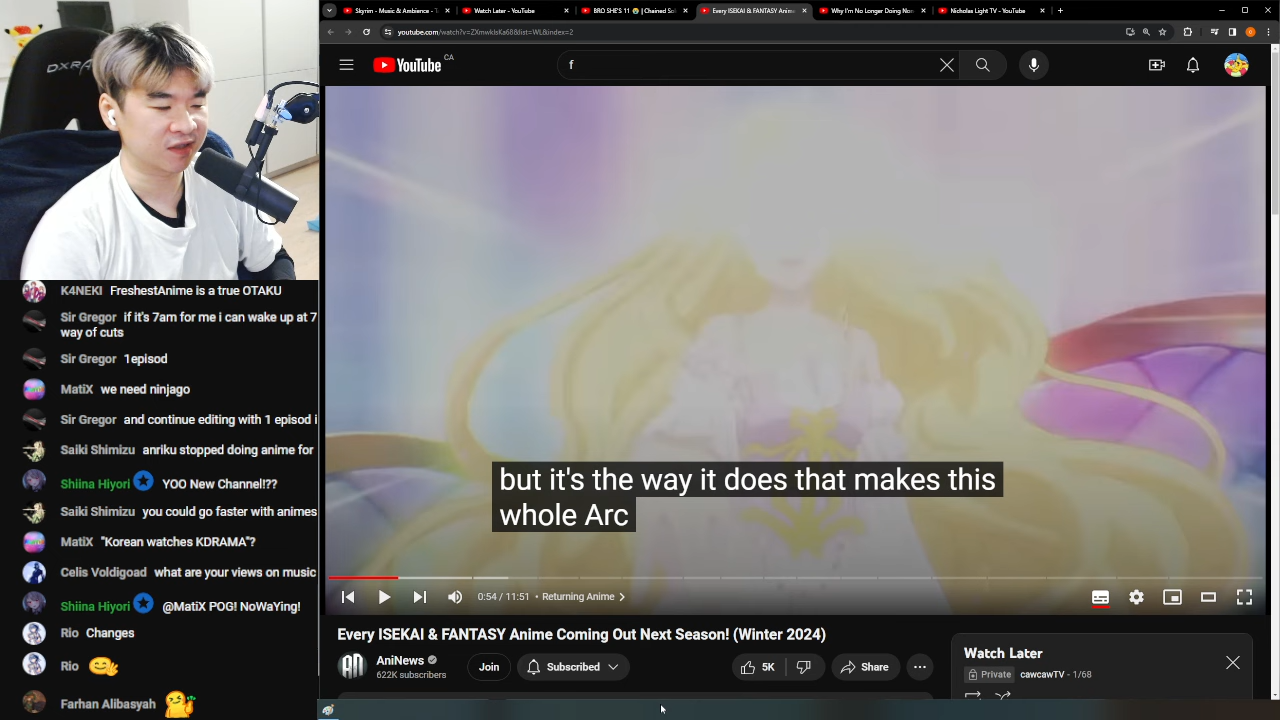 Skyrim - Music & Ambience - T
Watch Later - YouTube
BRO SHE'S 11 😨 | Chained Sol
Every ISEKAI & FANTASY Anime
Why I'm No Longer Doing Non
Nicholas Light TV - YouTube
youtube.com/watch?v=ZXmwkIsKa68&list=WL&index=2
DXRA
YouTube
CA
f
K4NEKI FreshestAnime is a true OTAKU
Sir Gregor if it's 7am for me i can wake up at 7
way of cuts
Sir Gregor 1episod
MatiX we need ninjago
Sir Gregor and continue editing with 1 episod i
Saiki Shimizu anriku stopped doing anime for
Shiina Hiyori YOO New Channel!??
Saiki Shimizu you could go faster with animes
MatiX "Korean watches KDRAMA"?
Celis Voldigoad what are your views on music
Shiina Hiyori @MatiX POG! NoWaYing!
Rio Changes
Rio 😊👋
Farhan Alibasyah
but it's the way it does that makes this
whole Arc
0:54 / 11:51 • Returning Anime
Every ISEKAI & FANTASY Anime Coming Out Next Season! (Winter 2024)
AN
AniNews
622K subscribers
Join
Subscribed
5K
Share
Watch Later
Private cawcawTV - 1/68